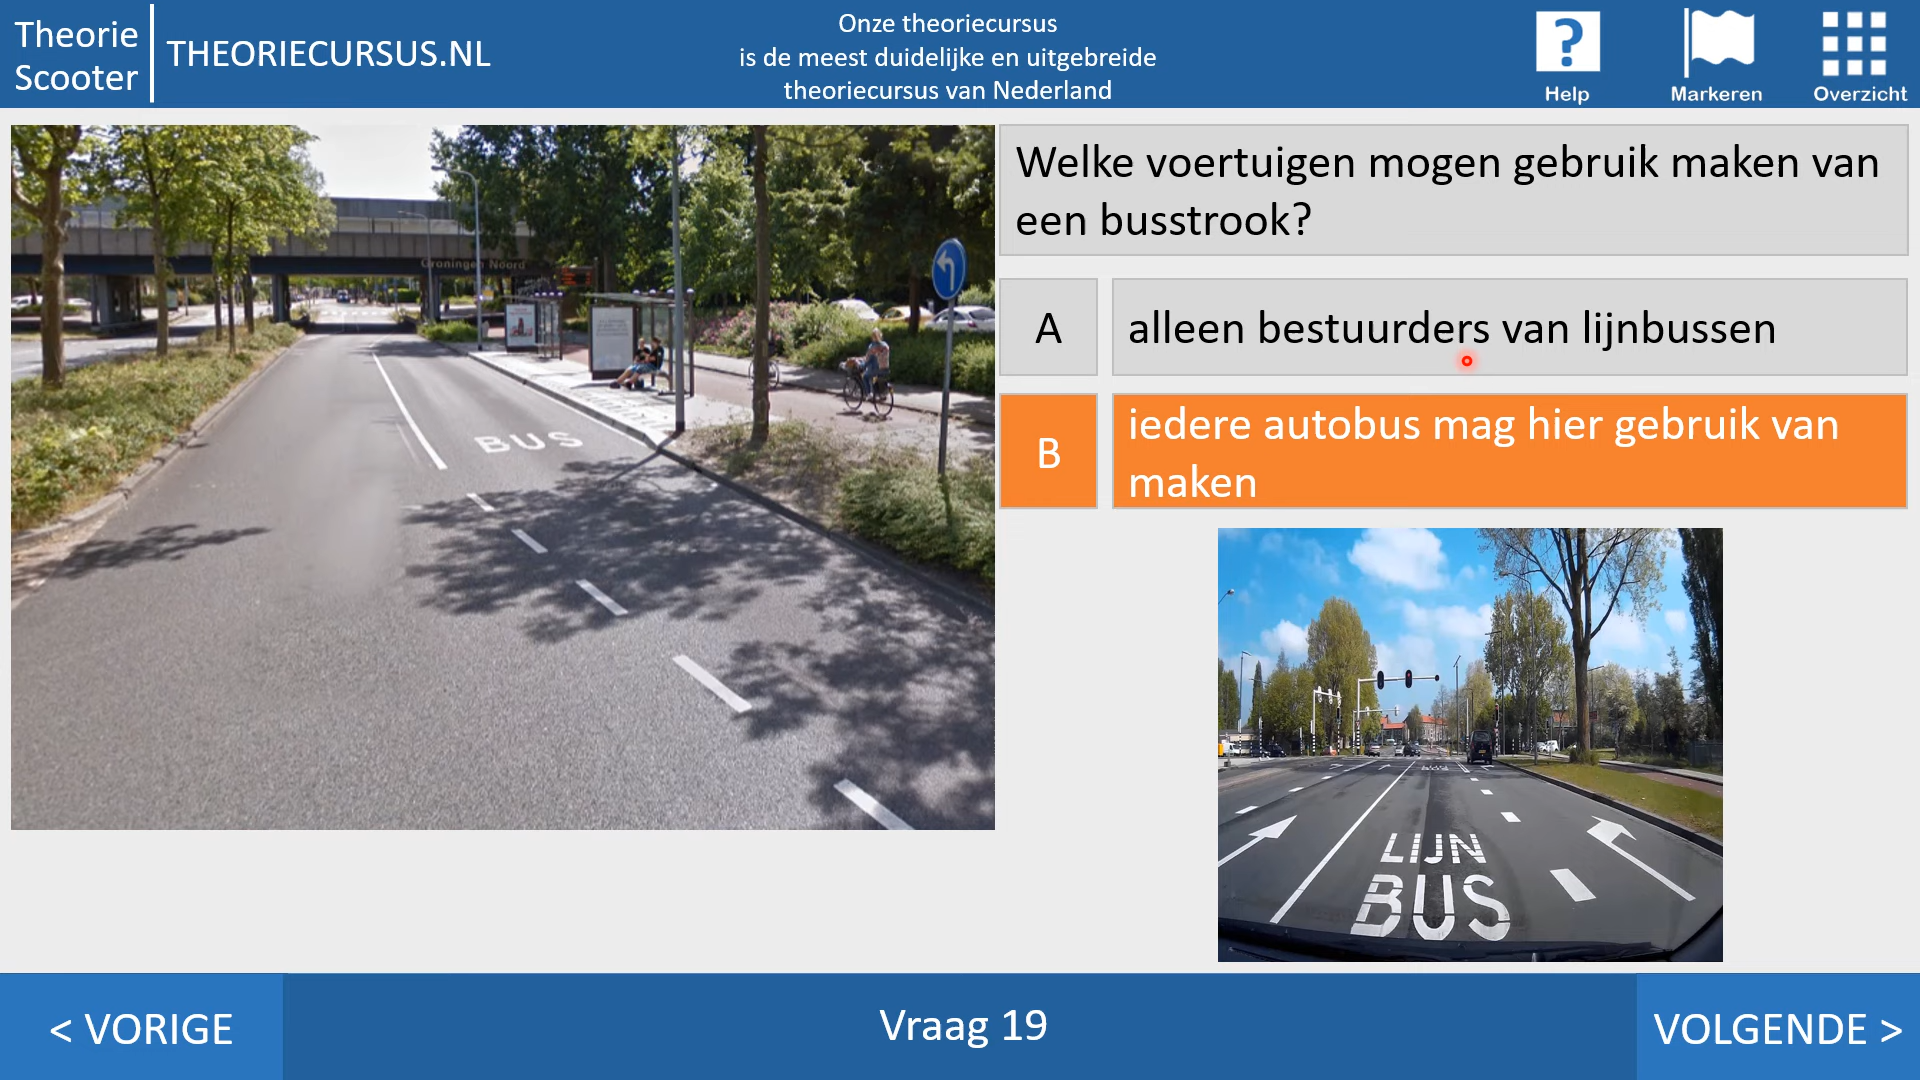 Theorie
Scooter
THEORIECURSUS.NL
Onze theoriecursus
is de meest duidelijke en uitgebreide
theoriecursus van Nederland
?
Help
Markeren
Overzicht
Groningen Noord
BUS
Welke voertuigen mogen gebruik maken van
een busstrook?
A
alleen bestuurders van lijnbussen
B
iedere autobus mag hier gebruik van
maken
LIJN
BUS
< VORIGE
Vraag 19
VOLGENDE >